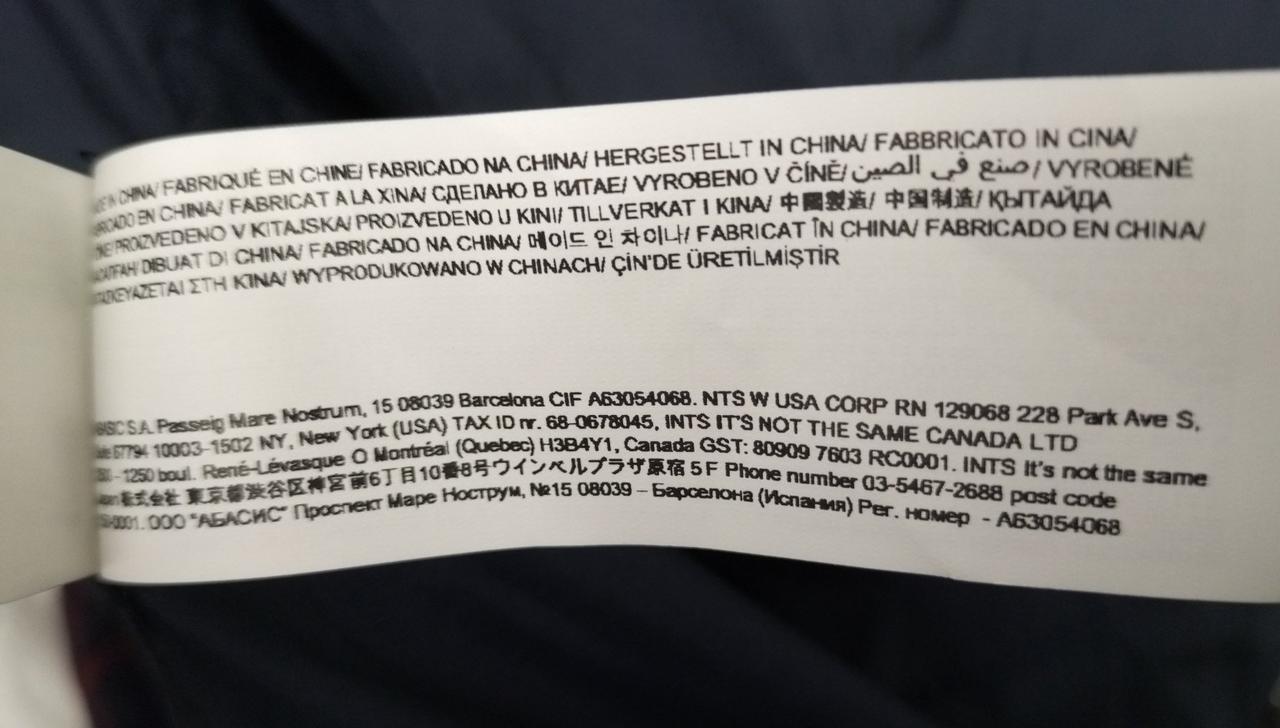 IN CHINA/ FABRIQUÉ EN CHINE/ FABRICADO NA CHINA/ HERGESTELLT IN CHINA/ FABBRICATO IN CINA/
EN CHINA/ FABRICAT A LA XINA/ СДЕЛАНО В КИТАЕ/ VYROBENO V ČÍNĚ/ صنع في الصين/ VYROBENÉ
PROIZVEDENO V KITAJSKA/ PROIZVEDENO U KINI/ TILLVERKAT I KINA/ 中國製造/ 中国制造/ ҚЫТАЙДА
DIBUAT DI CHINA/ FABRICADO NA CHINA/ 메이드 인 차이나/ FABRICAT ÎN CHINA/ FABRICADO EN CHINA/
ΣTH KINA/ WYPRODUKOWANO W CHINACH/ ÇİN'DE ÜRETİLMİŞTİR
S.A. Passeig Mare Nostrum, 15 08039 Barcelona CIF A63054068. NTS W USA CORP RN 129068 228 Park Ave S,
67794 10003-1502 NY, New York (USA) TAX ID nr. 68-0678045, INTS IT'S NOT THE SAME CANADA LTD
- 1250 boul. René-Lévasque O Montréal (Quebec) H3B4Y1, Canada GST: 80909 7603 RC0001. INTS It's not the same
株式会社 東京都渋谷区神宮前6丁目10番8号ウインベルプラザ原宿 5 F Phone number 03-5467-2688 post code
-0001. ООО "АБАСИС" Проспект Маре Нострум, №15 08039 – Барселона (Испания) Рег. номер - A63054068